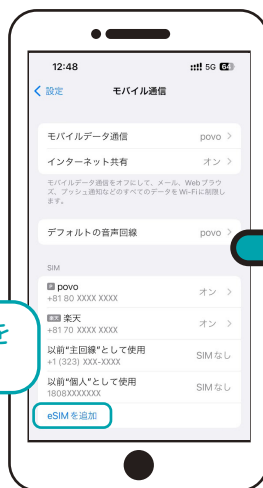 12:48
5G 64
設定
モバイル通信
モバイルデータ通信
povo
インターネット共有
オン
モバイルデータ通信をオフにして、メール、Webブラウ
ズ、プッシュ通知などのすべてのデータをWi-Fiに制限し
ます。
デフォルトの音声回線
povo
SIM
P povo
+81 80 XXXX XXXX
オン
楽天
+81 70 XXXX XXXX
オン
以前"主回線"として使用
+1 (323) XXX-XXXX
SIMなし
以前"個人"として使用
1808XXXXXXX
SIMなし
を
eSIMを追加